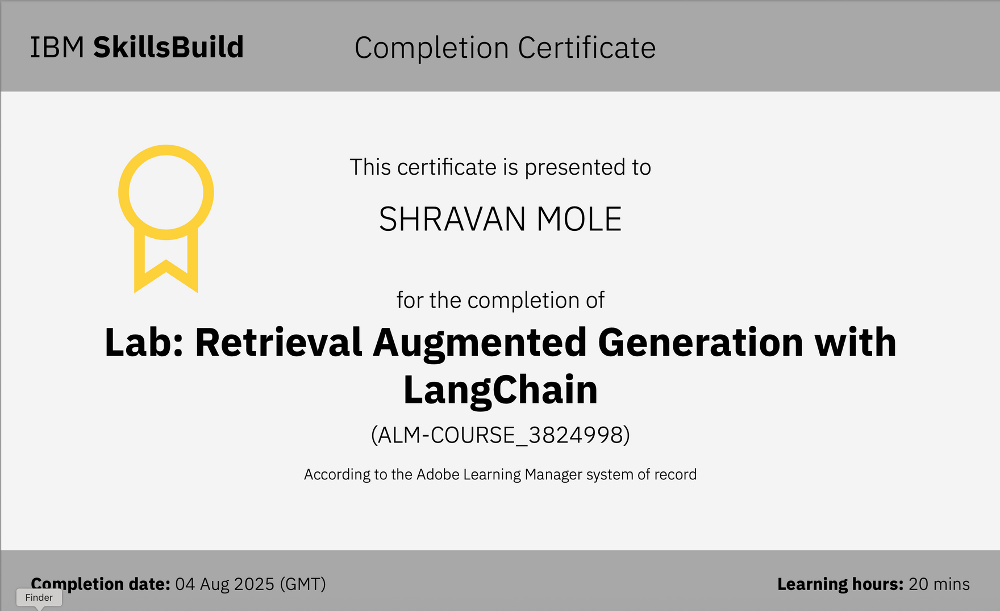 IBM SkillsBuild
Completion Certificate
This certificate is presented to
SHRAVAN MOLE
for the completion of
Lab: Retrieval Augmented Generation with
LangChain
(ALM-COURSE_3824998)
According to the Adobe Learning Manager system of record
Completion date: 04 Aug 2025 (GMT)
Learning hours: 20 mins
Finder